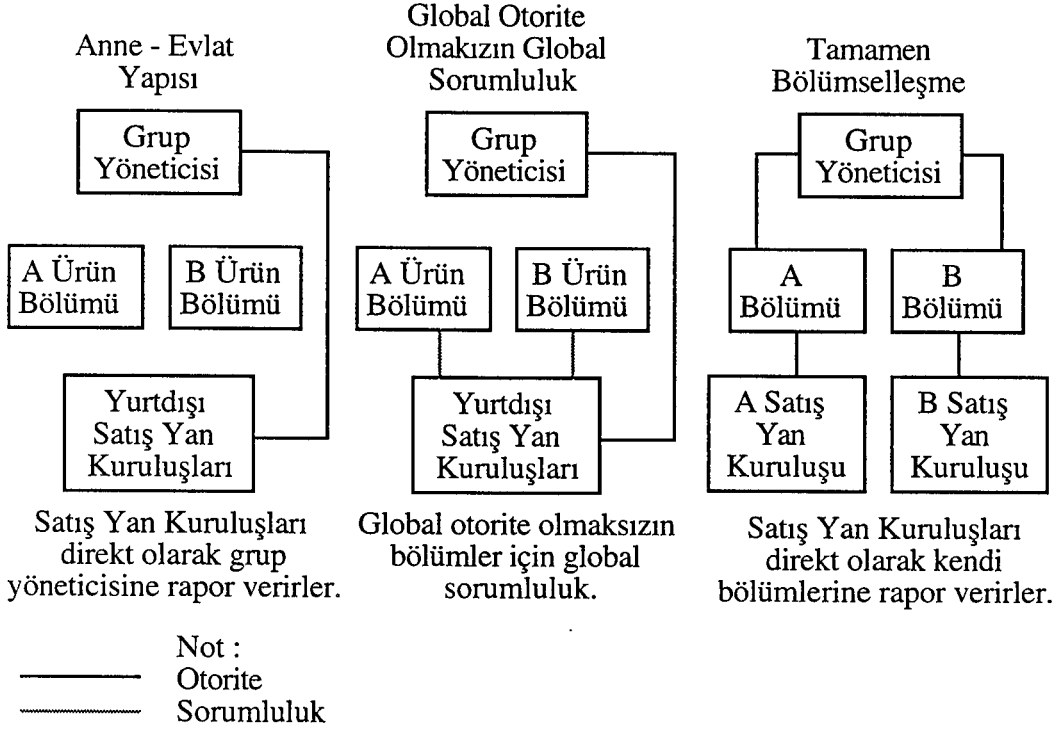 Anne - Evlat
Yapısı
Grup
Yöneticisi
A Ürün
Bölümü
B Ürün
Bölümü
Yurtdışı
Satış Yan
Kuruluşları
Satış Yan Kuruluşları
direkt olarak grup
yöneticisine rapor verirler.
Global Otorite
Olmakızın Global
Sorumluluk
Grup
Yöneticisi
A Ürün
Bölümü
B Ürün
Bölümü
Yurtdışı
Satış Yan
Kuruluşları
Global otorite olmaksızın
bölümler için global
sorumluluk.
Tamamen
Bölümselleşme
Grup
Yöneticisi
A
Bölümü
B
Bölümü
A Satış
Yan
Kuruluşu
B Satış
Yan
Kuruluşu
Satış Yan Kuruluşları
direkt olarak kendi
bölümlerine rapor verirler.
Not :
Otorite
Sorumluluk